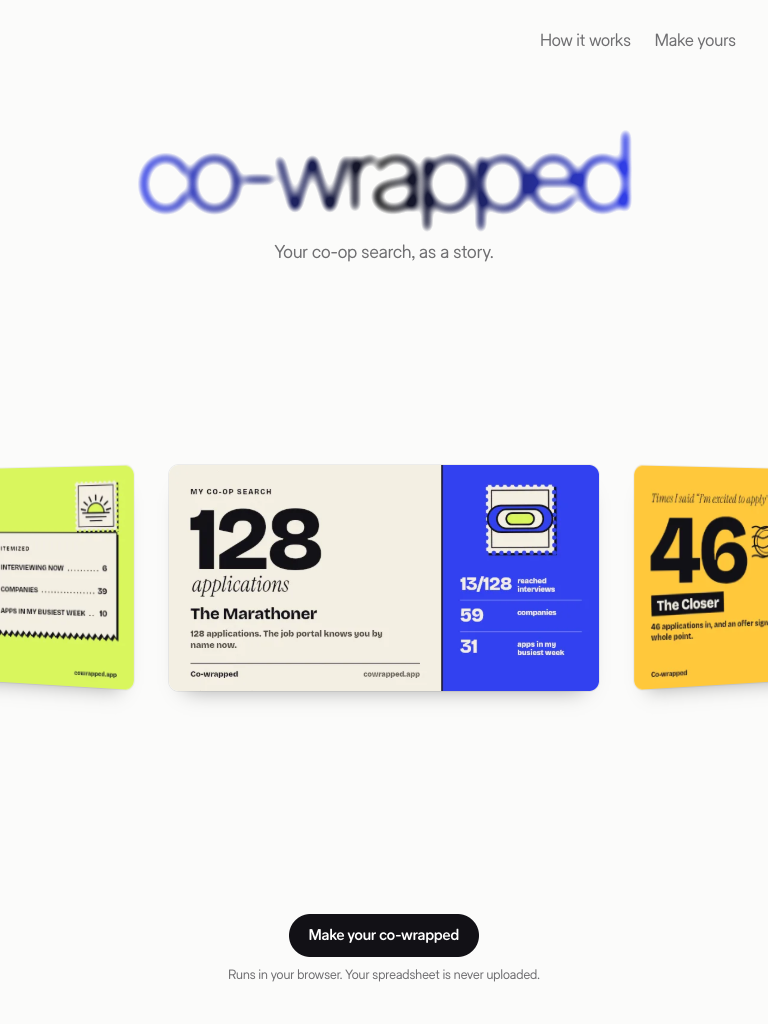 How it works Make yours
co-wrapped
Your co-op search, as a story.
ITEMIZED
INTERVIEWING NOW .......... 6
COMPANIES ................. 39
APPS IN MY BUSIEST WEEK .. 10
cowrapped.app
MY CO-OP SEARCH
128
applications
The Marathoner
128 applications. The job portal knows you by
name now.
Co-wrapped cowrapped.app
13/128 reached
interviews
59 companies
31 apps in my
busiest week
Times I said "I'm excited to apply"
46
The Closer
46 applications in, and an offer
whole point.
Co-wrapped
Make your co-wrapped
Runs in your browser. Your spreadsheet is never uploaded.